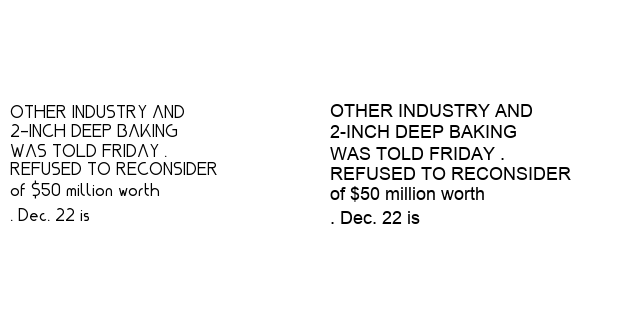 OTHER INDUSTRY AND
2-INCH DEEP BAKING
WAS TOLD FRIDAY .
REFUSED TO RECONSIDER
of $50 million worth
. Dec. 22 is
OTHER INDUSTRY AND
2-INCH DEEP BAKING
WAS TOLD FRIDAY .
REFUSED TO RECONSIDER
of $50 million worth
. Dec. 22 is